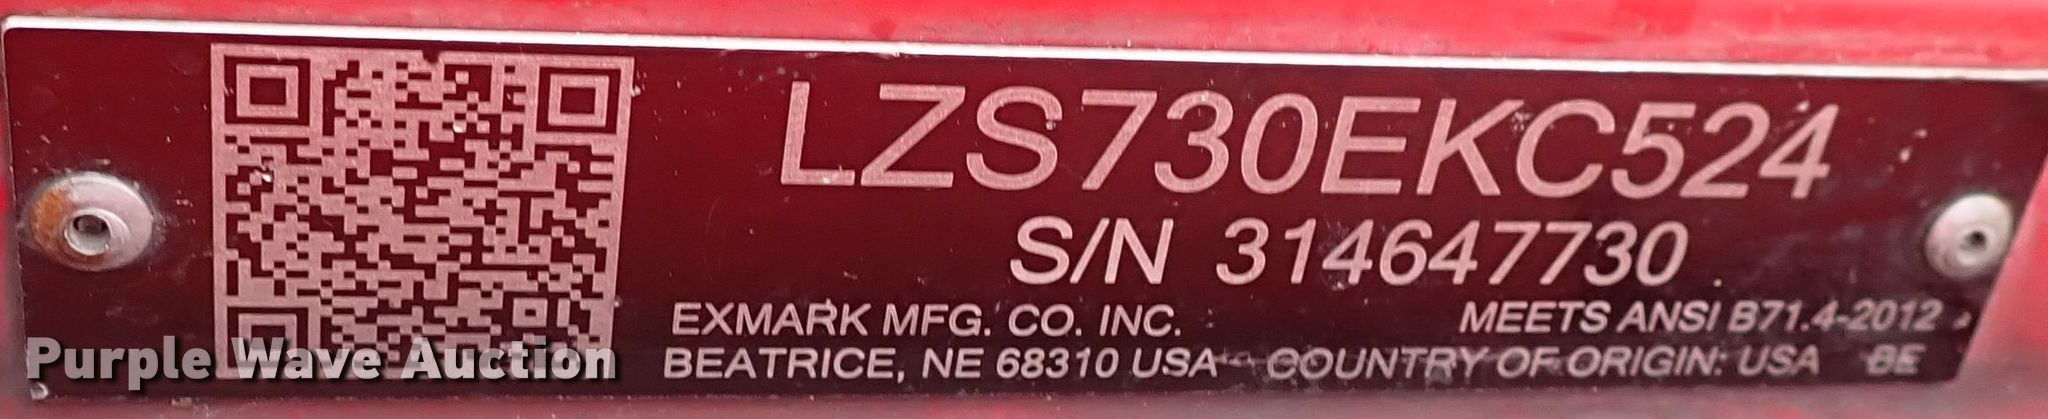 LZS730EKC524
S/N 314647730
EXMARK MFG. CO. INC. MEETS ANSI B71.4-2012
BEATRICE, NE 68310 USA COUNTRY OF ORIGIN: USA
Purple Wave Auction